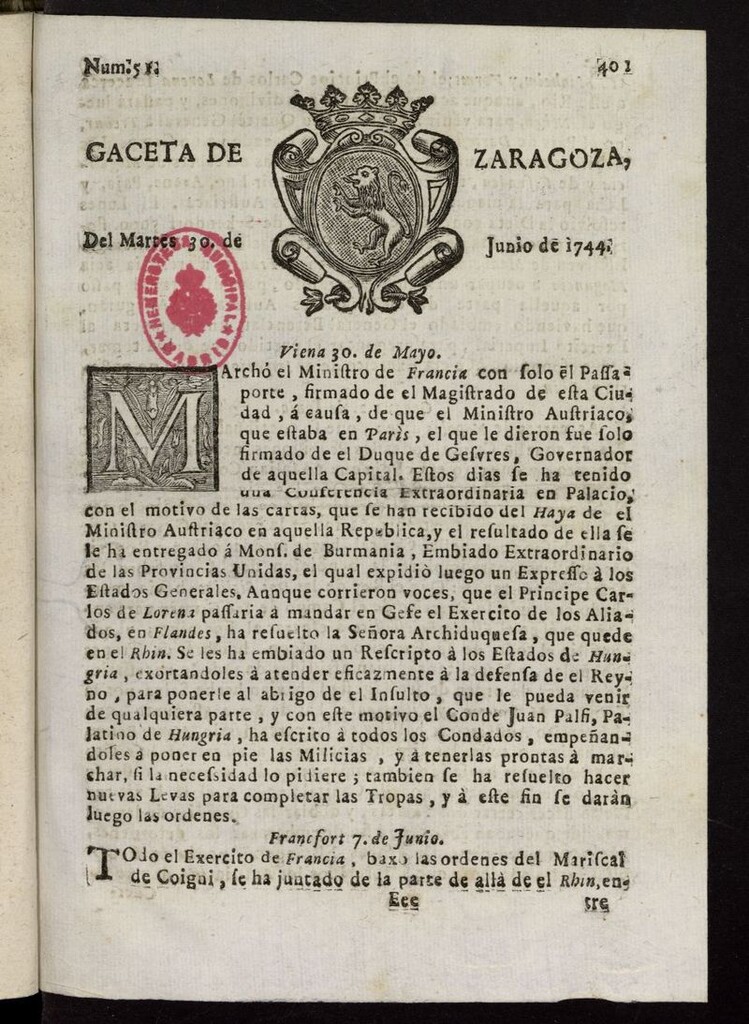 Num. 51.
401
GACETA DE ZARAGOZA,
Del Martes 30. de Junio de 1744.
HEMEROTECA MUNICIPAL
MADRID
Viena 30. de Mayo.
MArchó el Ministro de Francia con ſolo el Paſſa-
porte, firmado de el Magiſtrado de eſta Ciu-
dad, á cauſa, de que el Miniſtro Auſtriaco,
que eſtaba en Paris, el que le dieron fue ſolo
firmado de el Duque de Geſvres, Governador
de aquella Capital. Eſtos dias ſe ha tenido
una Conferencia Extraordinaria en Palacio,
con el motivo de las cartas, que ſe han recibido del Haya de el
Miniſtro Auſtriaco en aquella Republica, y el reſultado de ella ſe
le ha entregado á Monſ. de Burmania, Embiado Extraordinario
de las Provincias Unidas, el qual expidiò luego un Expreſſo à los
Eſtados Generales. Aunque corrieron voces, que el Principe Car-
los de Lorena paſſaria à mandar en Gefe el Exercito de los Alia-
dos, en Flandes, ha reſuelto la Señora Archiduqueſa, que quede
en el Rhin. Se les ha embiado un Reſcripto à los Eſtados de Hun-
gria, exortandoles à atender eficazmente à la defenſa de el Rey-
no, para ponerle al abrigo de el Inſulto, que le pueda venir
de qualquiera parte, y con eſte motivo el Conde Juan Palfi, Pa-
latino de Hungria, ha eſcrito à todos los Condados, empeñan-
doles à poner en pie las Milicias, y à tenerlas prontas à mar-
char, ſi la neceſsidad lo pidiere; tambien ſe ha reſuelto hacer
nuevas Levas para completar las Tropas, y à eſte fin ſe daràn
luego las ordenes.
Francfort 7. de Junio.
TOdo el Exercito de Francia, baxo las ordenes del Mariſcal
de Coigni, ſe ha juntado de la parte de allà de el Rhin, en-
Eee
tre